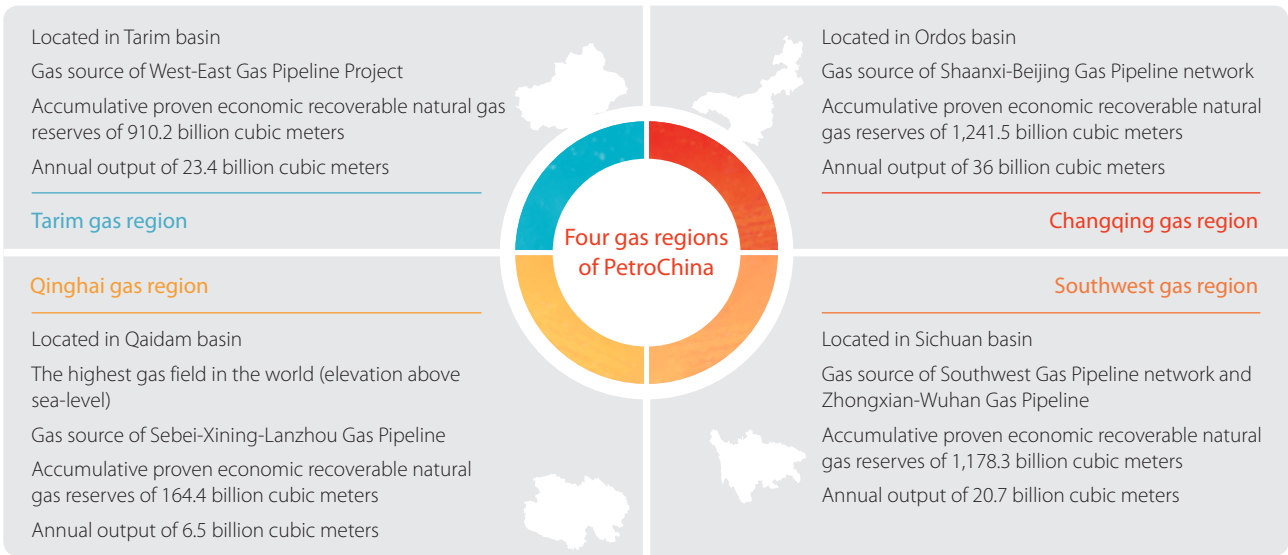 Located in Tarim basin
Gas source of West-East Gas Pipeline Project
Accumulative proven economic recoverable natural gas
reserves of 910.2 billion cubic meters
Annual output of 23.4 billion cubic meters
Tarim gas region
Located in Ordos basin
Gas source of Shaanxi-Beijing Gas Pipeline network
Accumulative proven economic recoverable natural
gas reserves of 1,241.5 billion cubic meters
Annual output of 36 billion cubic meters
Changqing gas region
Four gas regions
of PetroChina
Qinghai gas region
Located in Qaidam basin
The highest gas field in the world (elevation above
sea-level)
Gas source of Sebei-Xining-Lanzhou Gas Pipeline
Accumulative proven economic recoverable natural
gas reserves of 164.4 billion cubic meters
Annual output of 6.5 billion cubic meters
Southwest gas region
Located in Sichuan basin
Gas source of Southwest Gas Pipeline network and
Zhongxian-Wuhan Gas Pipeline
Accumulative proven economic recoverable natural
gas reserves of 1,178.3 billion cubic meters
Annual output of 20.7 billion cubic meters